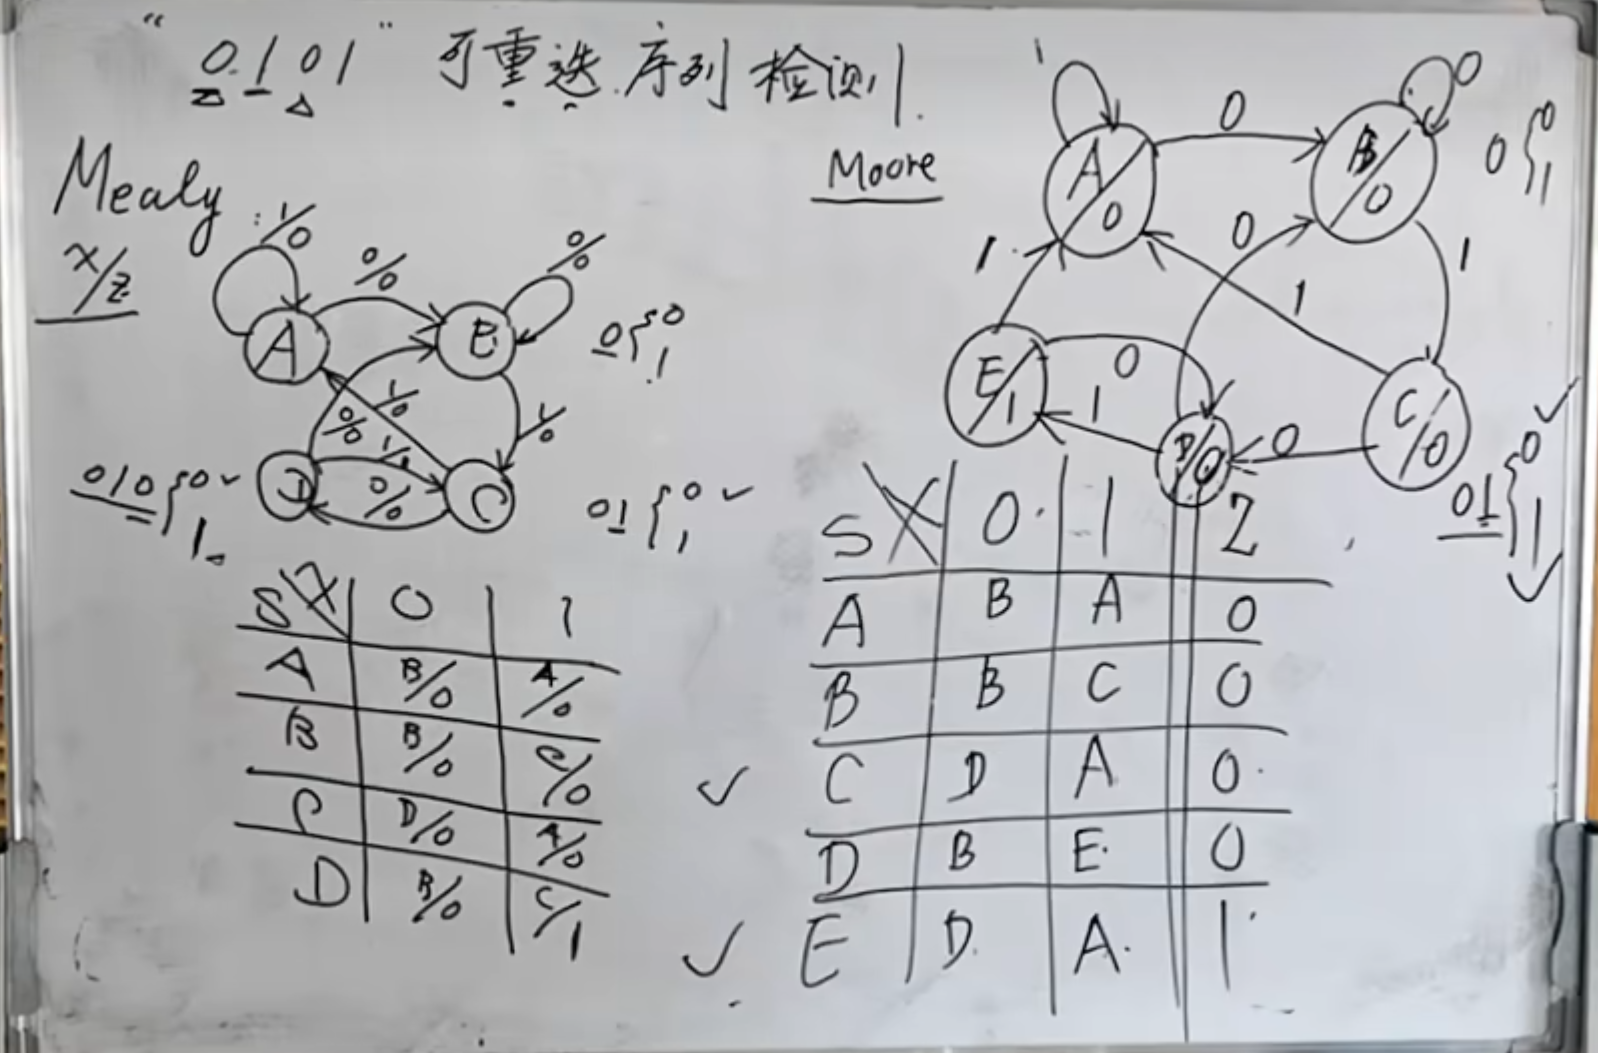 “0101” 可重迭序列检测
Mealy
X/Z
1/0
0/0
0/0
A
B
0{0
1
1/0
0/0
1/0
1/1
0/0
D
C
010{0✓
1
01{0✓
1
S X 0 1
A B/0 A/0
B B/0 C/0
C D/0 A/0
D B/0 C/1
Moore
1
0
0
A/0
B/0
0{0
1
1
0
1
1
E/1
0
1
D/0
0
C/0
✓
01{0
1
✓
S X 0 1 Z
A B A 0
B B C 0
✓ C D A 0
D B E 0
✓ E D A 1